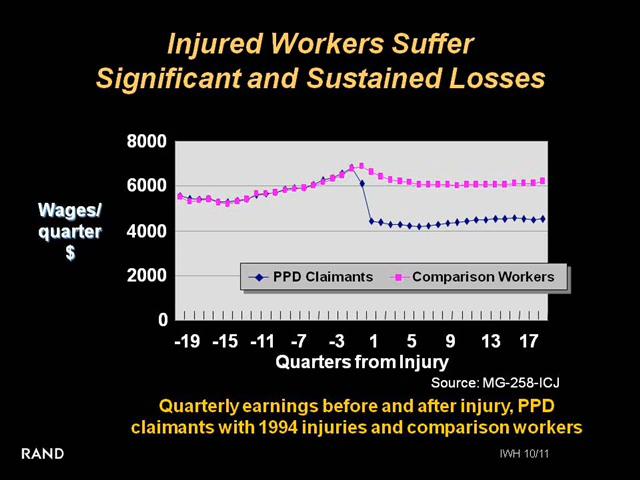 Injured Workers Suffer
Significant and Sustained Losses
8000
6000
4000
2000
0
Wages/
quarter
$
PPD Claimants Comparison Workers
-19 -15 -11 -7 -3 1 5 9 13 17
Quarters from Injury
Source: MG-258-ICJ
Quarterly earnings before and after injury, PPD
claimants with 1994 injuries and comparison workers
RAND
IWH 10/11